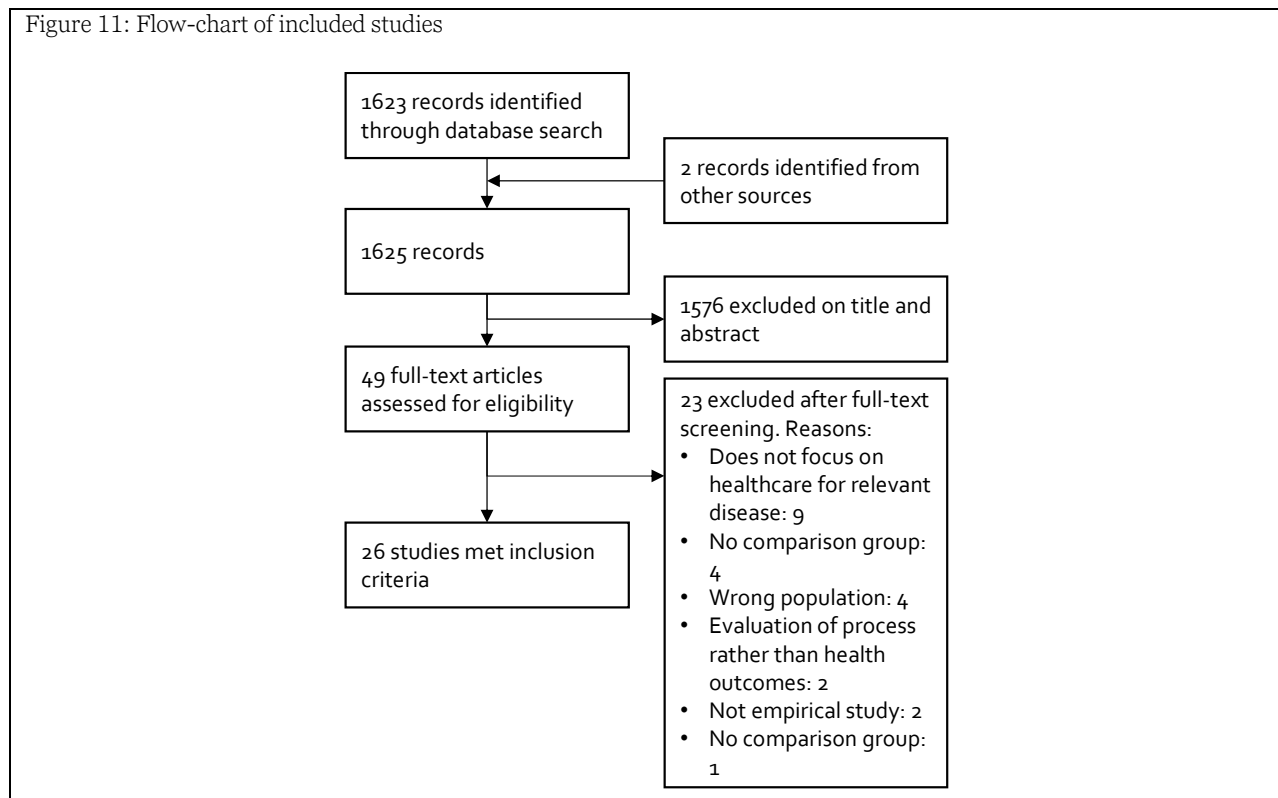 Figure 11: Flow-chart of included studies
1623 records identified
through database search
2 records identified from
other sources
1625 records
1576 excluded on title and
abstract
49 full-text articles
assessed for eligibility
23 excluded after full-text
screening. Reasons:
• Does not focus on
healthcare for relevant
disease: 9
• No comparison group:
4
• Wrong population: 4
• Evaluation of process
rather than health
outcomes: 2
• Not empirical study: 2
• No comparison group:
1
26 studies met inclusion
criteria